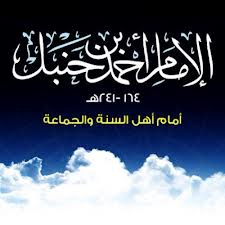 الإمام أحمد بن حنبل
١٦٤ -٢٤١هـ
أمام أهل السنة والجماعة